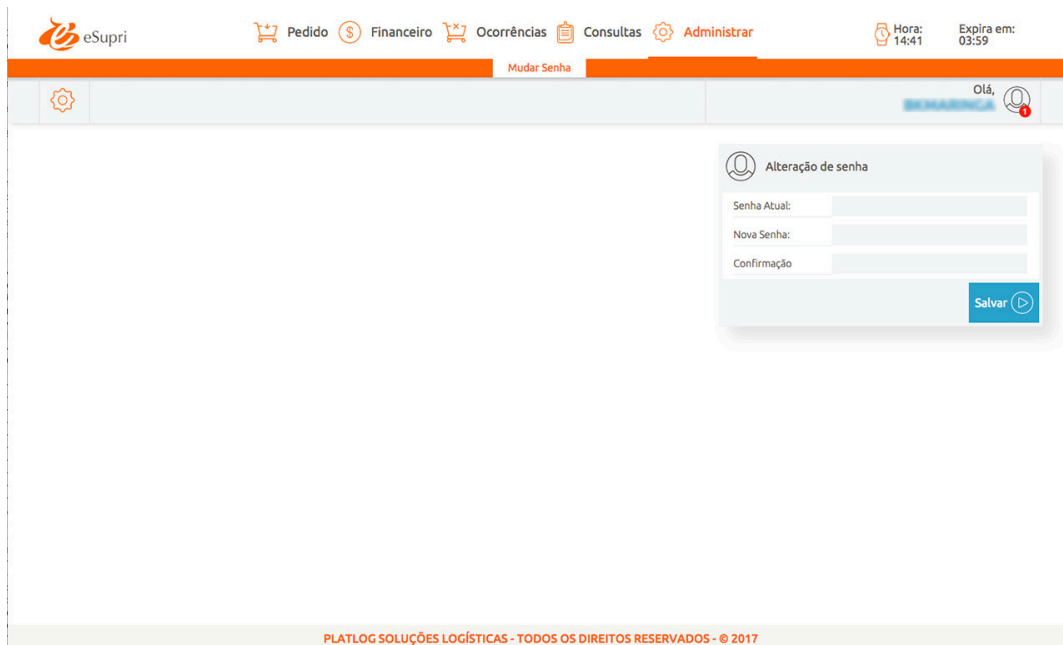 eSupri
Pedido
Financeiro
Ocorrências
Consultas
Administrar
Hora:
14:41
Expira em:
03:59
Mudar Senha
Olá,
1
Alteração de senha
Senha Atual:
Nova Senha:
Confirmação
Salvar
PLATLOG SOLUÇÕES LOGÍSTICAS - TODOS OS DIREITOS RESERVADOS - © 2017